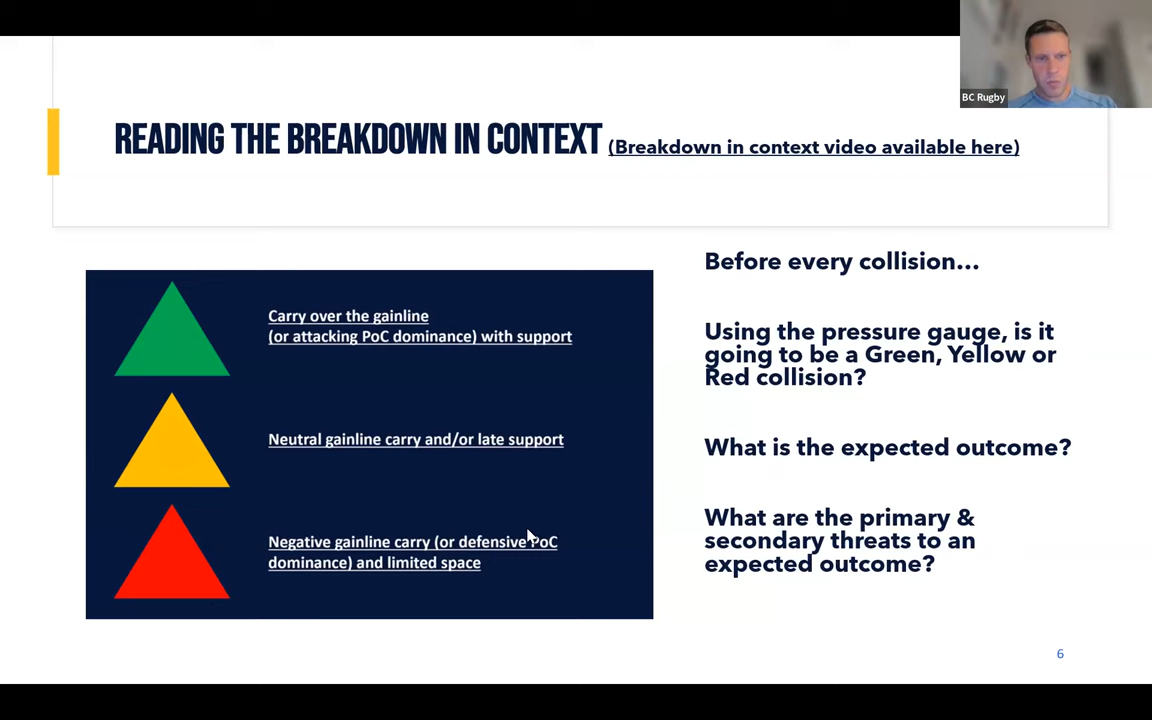 BC Rugby
READING THE BREAKDOWN IN CONTEXT (Breakdown in context video available here)
Carry over the gainline
(or attacking PoC dominance) with support
Neutral gainline carry and/or late support
Negative gainline carry (or defensive PoC
dominance) and limited space
Before every collision...
Using the pressure gauge, is it
going to be a Green, Yellow or
Red collision?
What is the expected outcome?
What are the primary &
secondary threats to an
expected outcome?
6